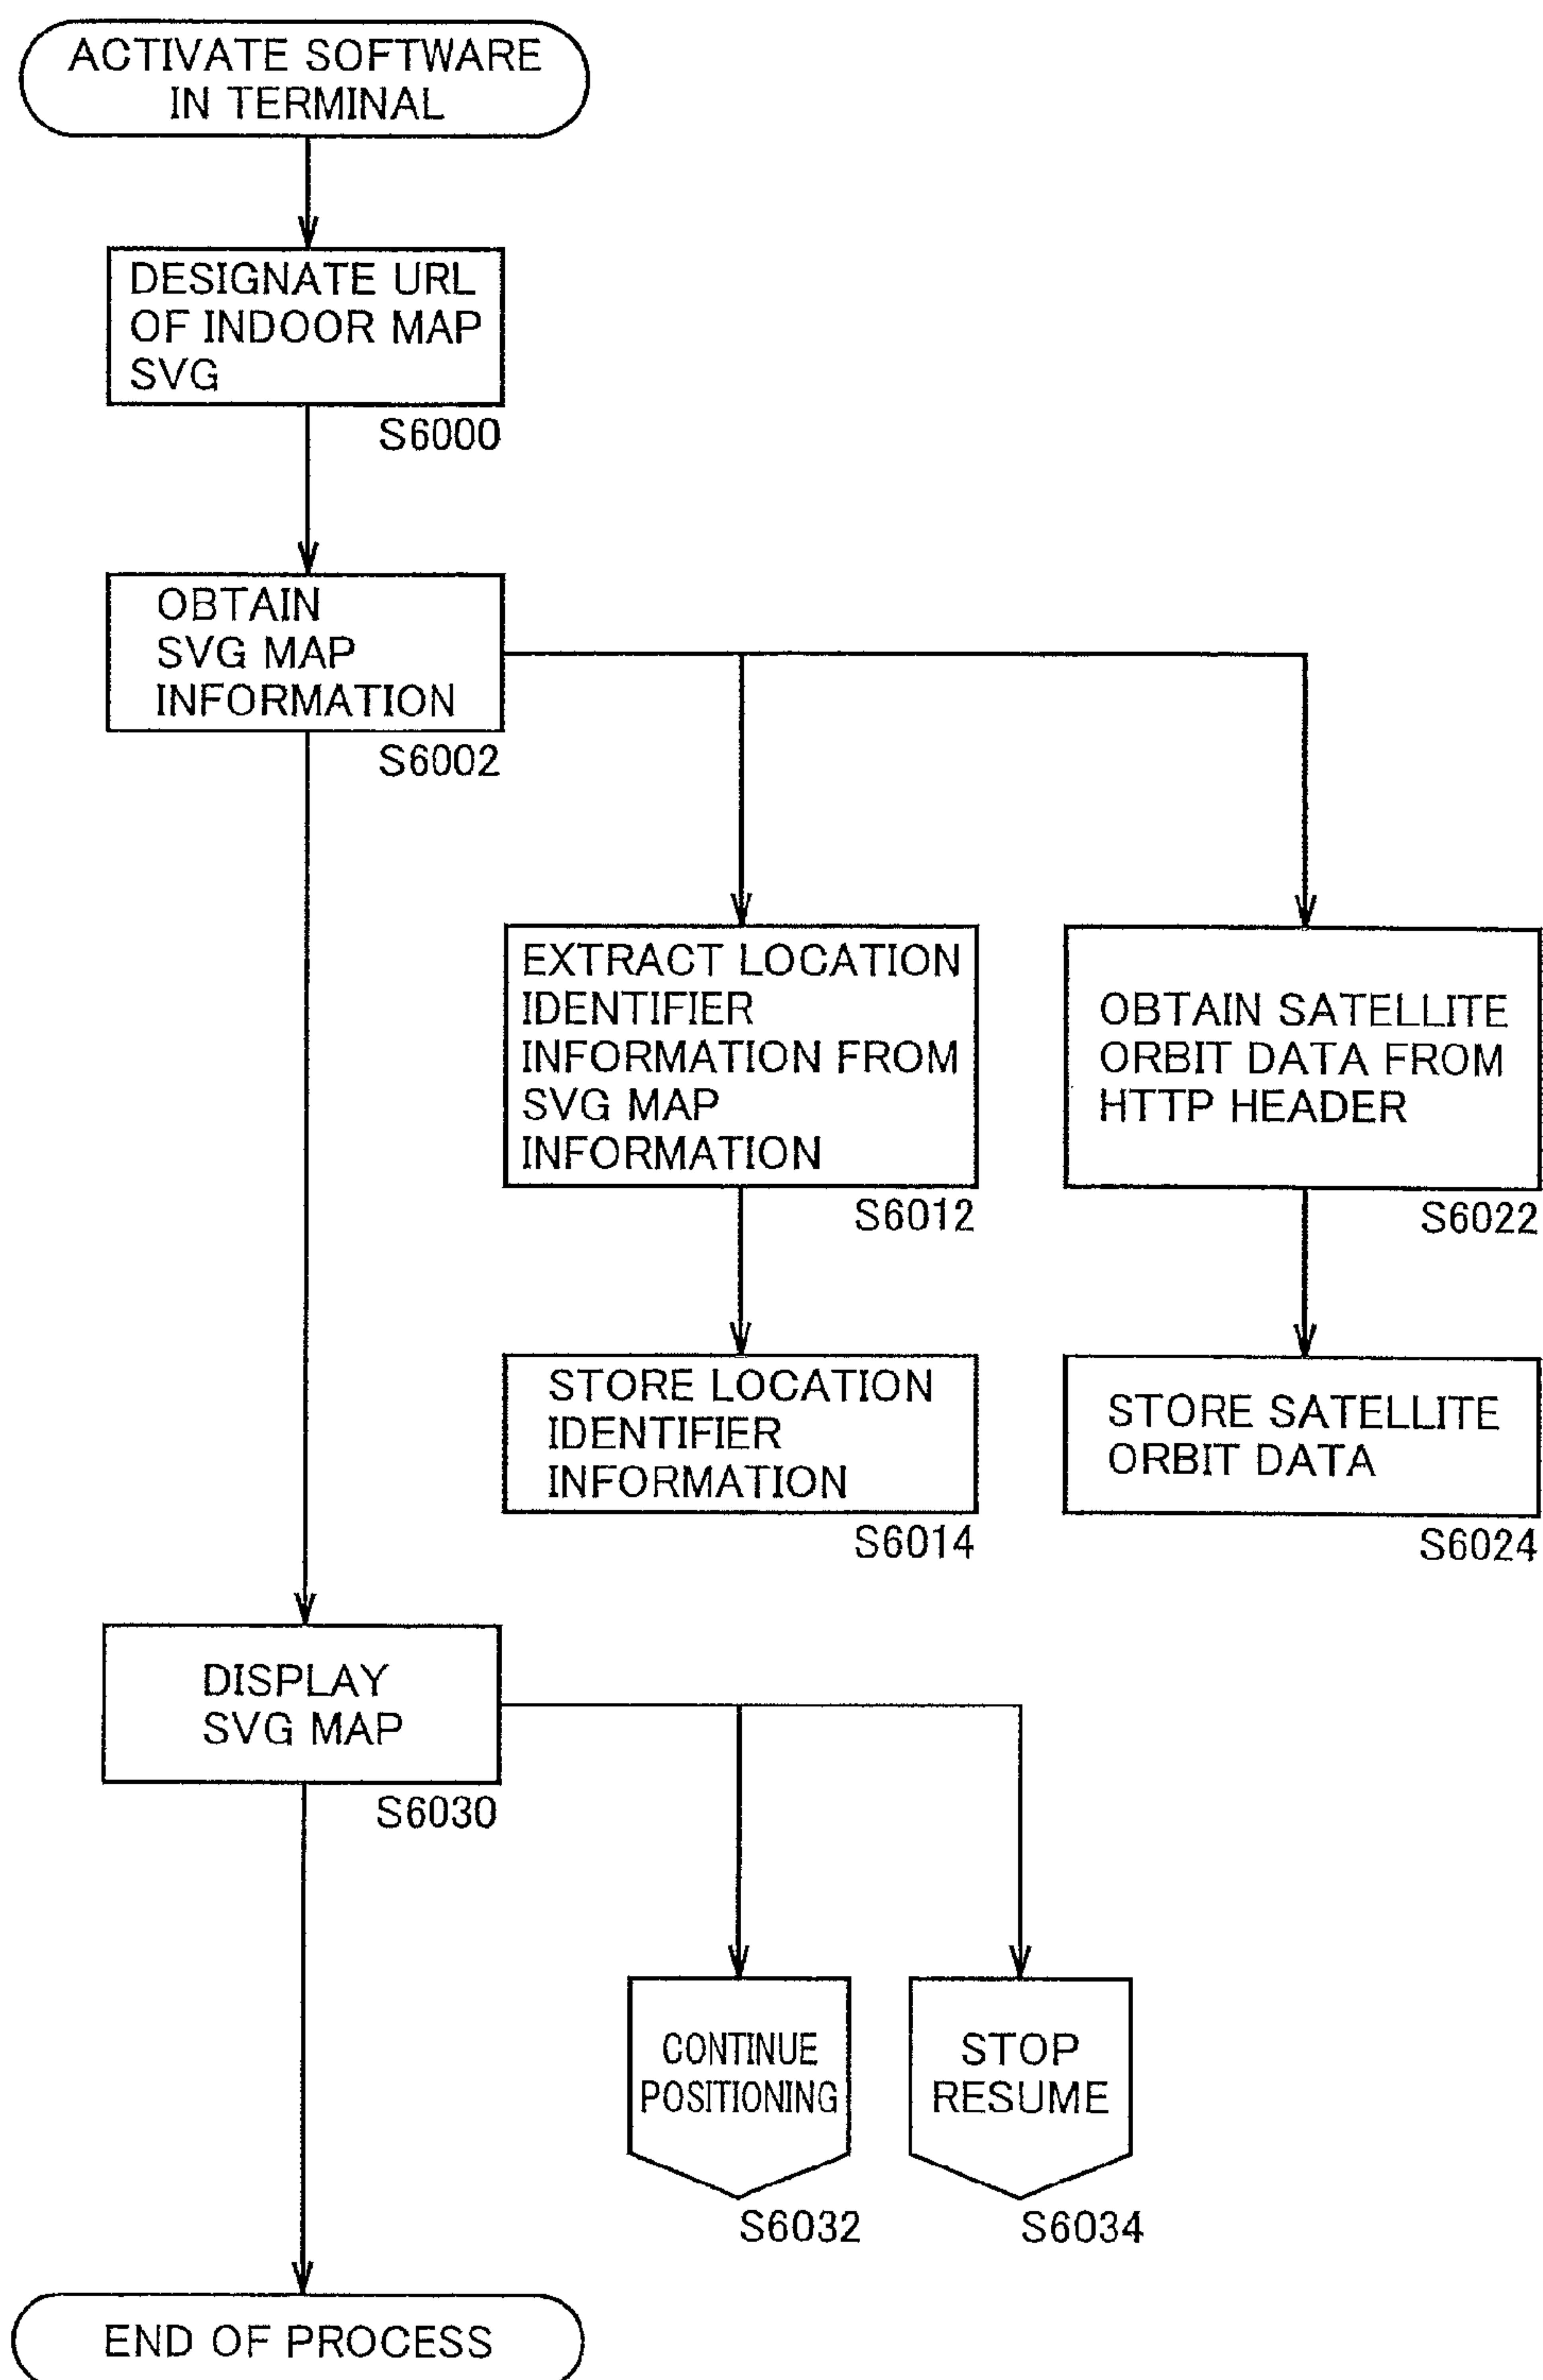 ACTIVATE SOFTWARE
IN TERMINAL
DESIGNATE URL
OF INDOOR MAP
SVG
S6000
OBTAIN
SVG MAP
INFORMATION
S6002
EXTRACT LOCATION
IDENTIFIER
INFORMATION FROM
SVG MAP
INFORMATION
S6012
OBTAIN SATELLITE
ORBIT DATA FROM
HTTP HEADER
S6022
STORE LOCATION
IDENTIFIER
INFORMATION
S6014
STORE SATELLITE
ORBIT DATA
S6024
DISPLAY
SVG MAP
S6030
CONTINUE
POSITIONING
S6032
STOP
RESUME
S6034
END OF PROCESS